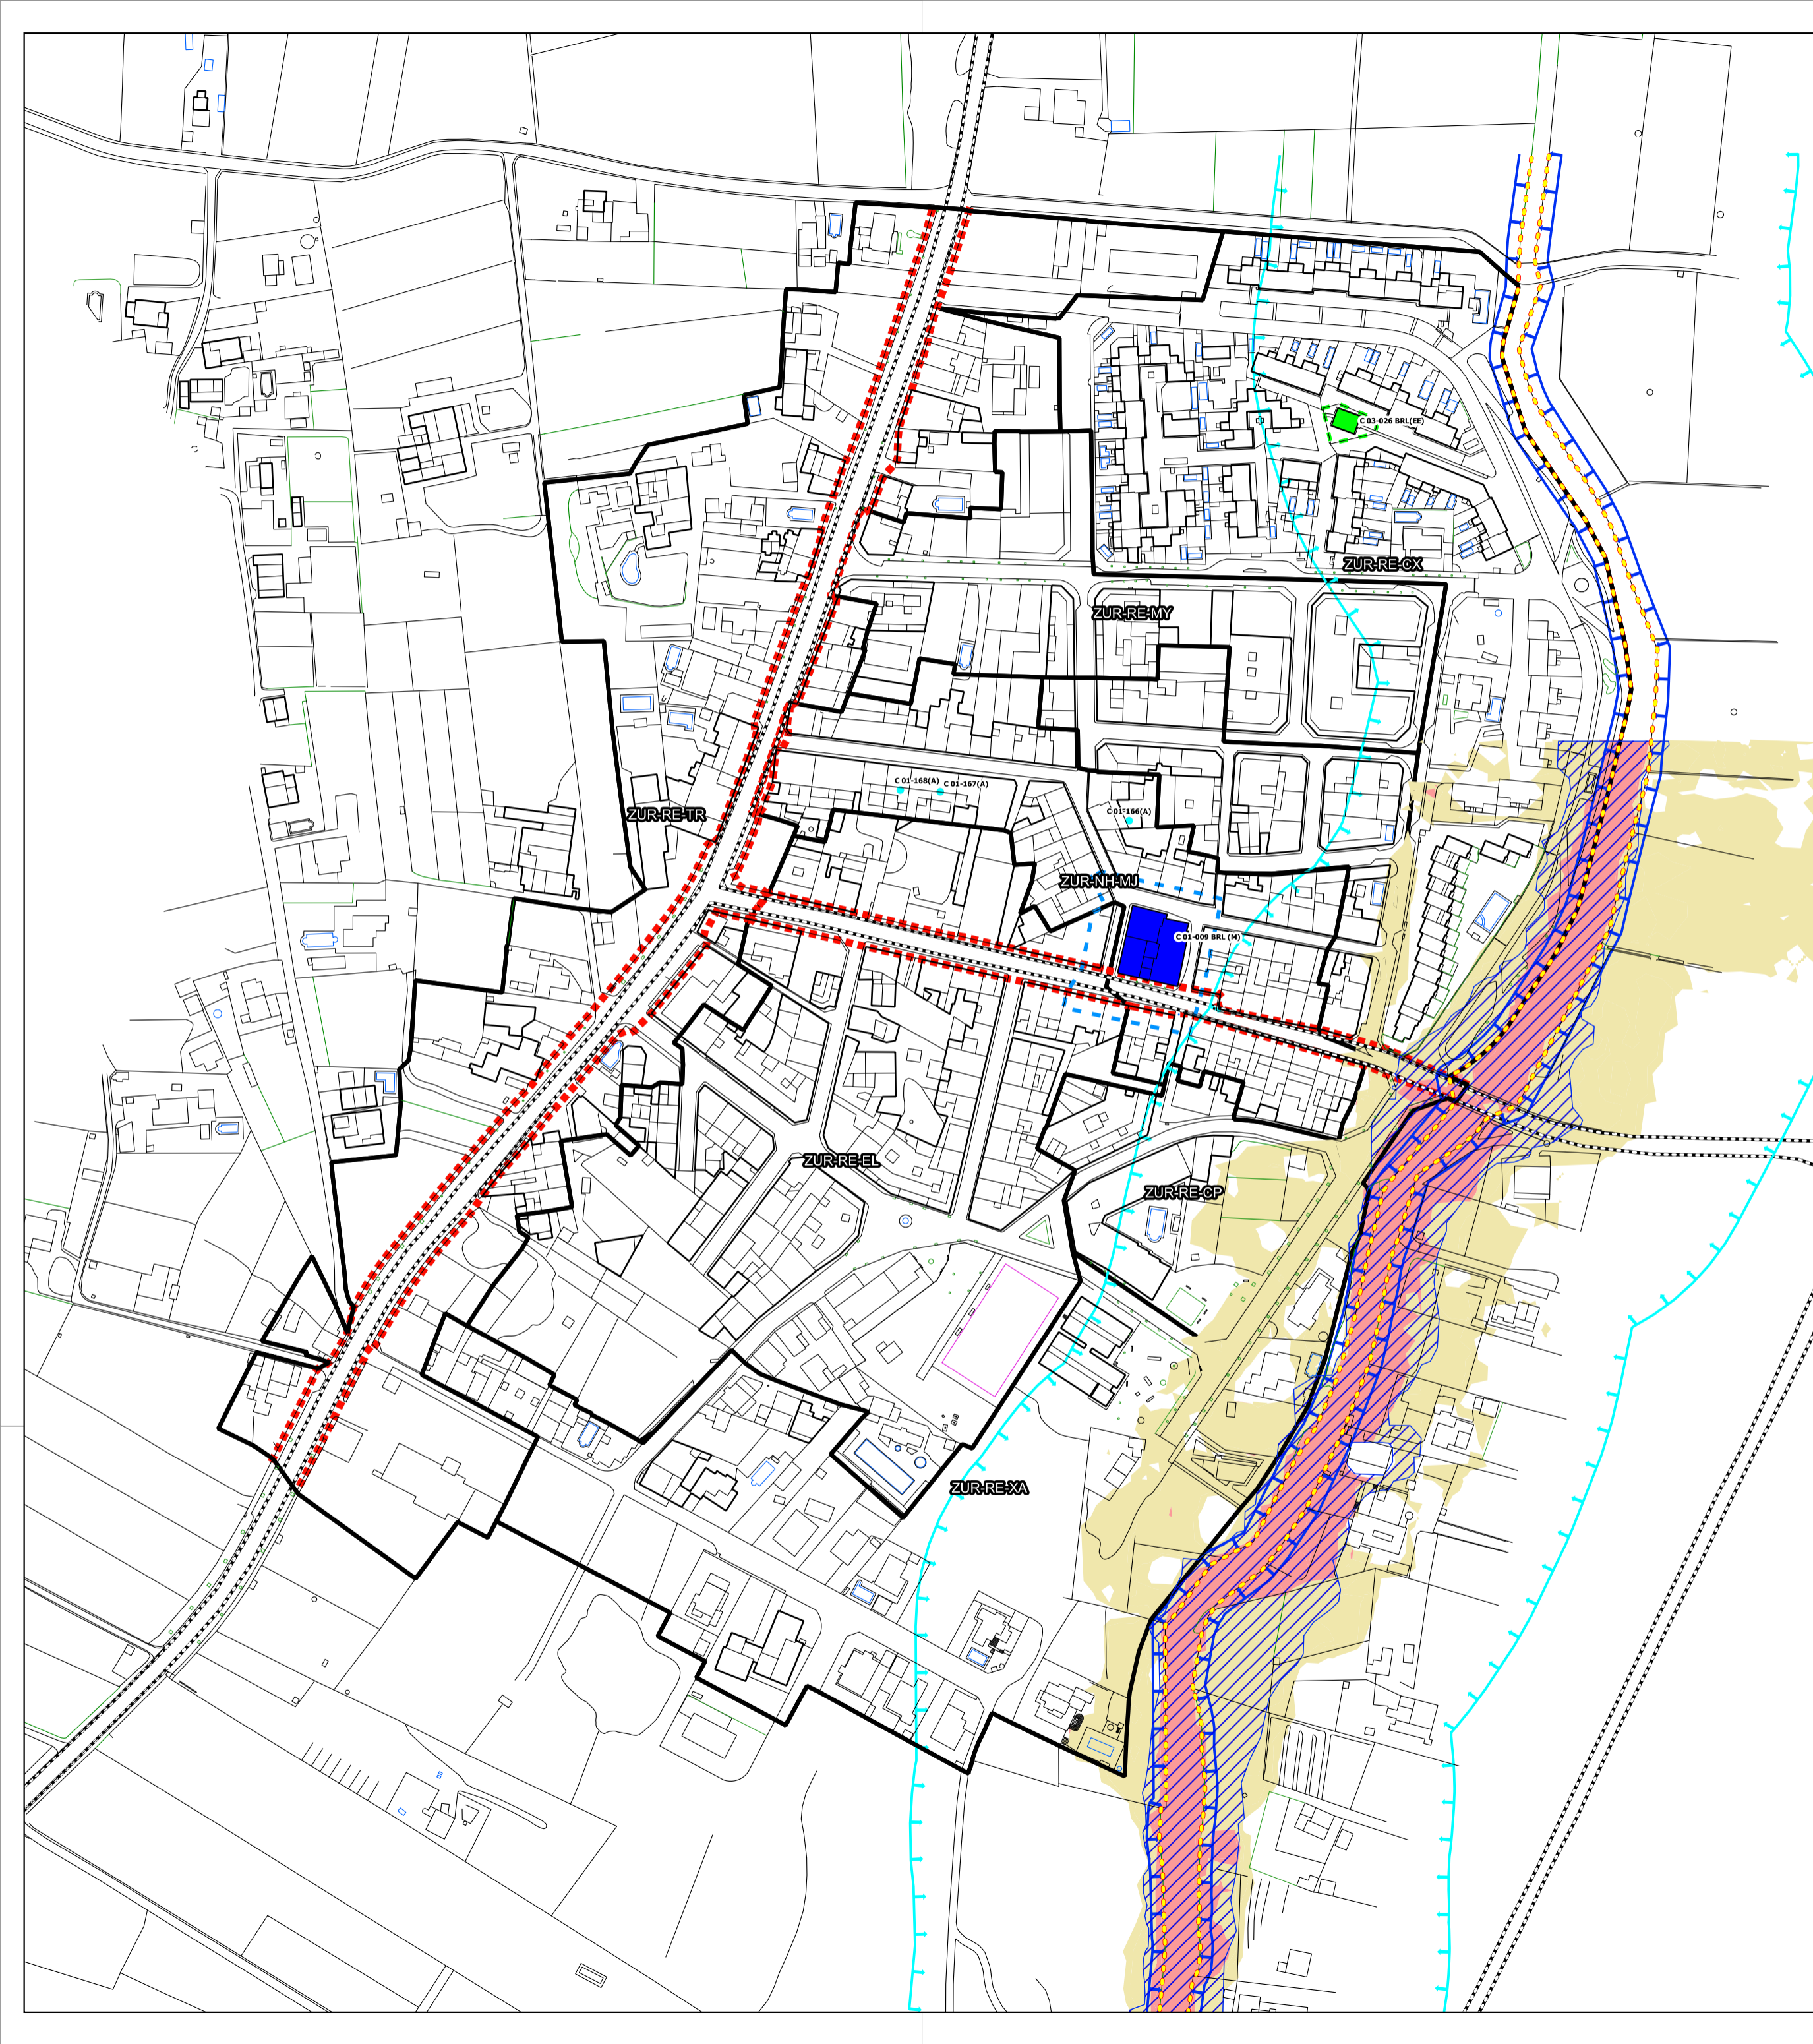 C 03-026 BRL(EE)
ZUR-RE-CX
ZUR-RE-MY
C 01-168(A)
C 01-167(A)
C 01-166(A)
ZUR-RE-TR
ZUR-NH-MJ
C 01-009 BRL (M)
ZUR-RE-EL
ZUR-RE-CP
ZUR-RE-XA